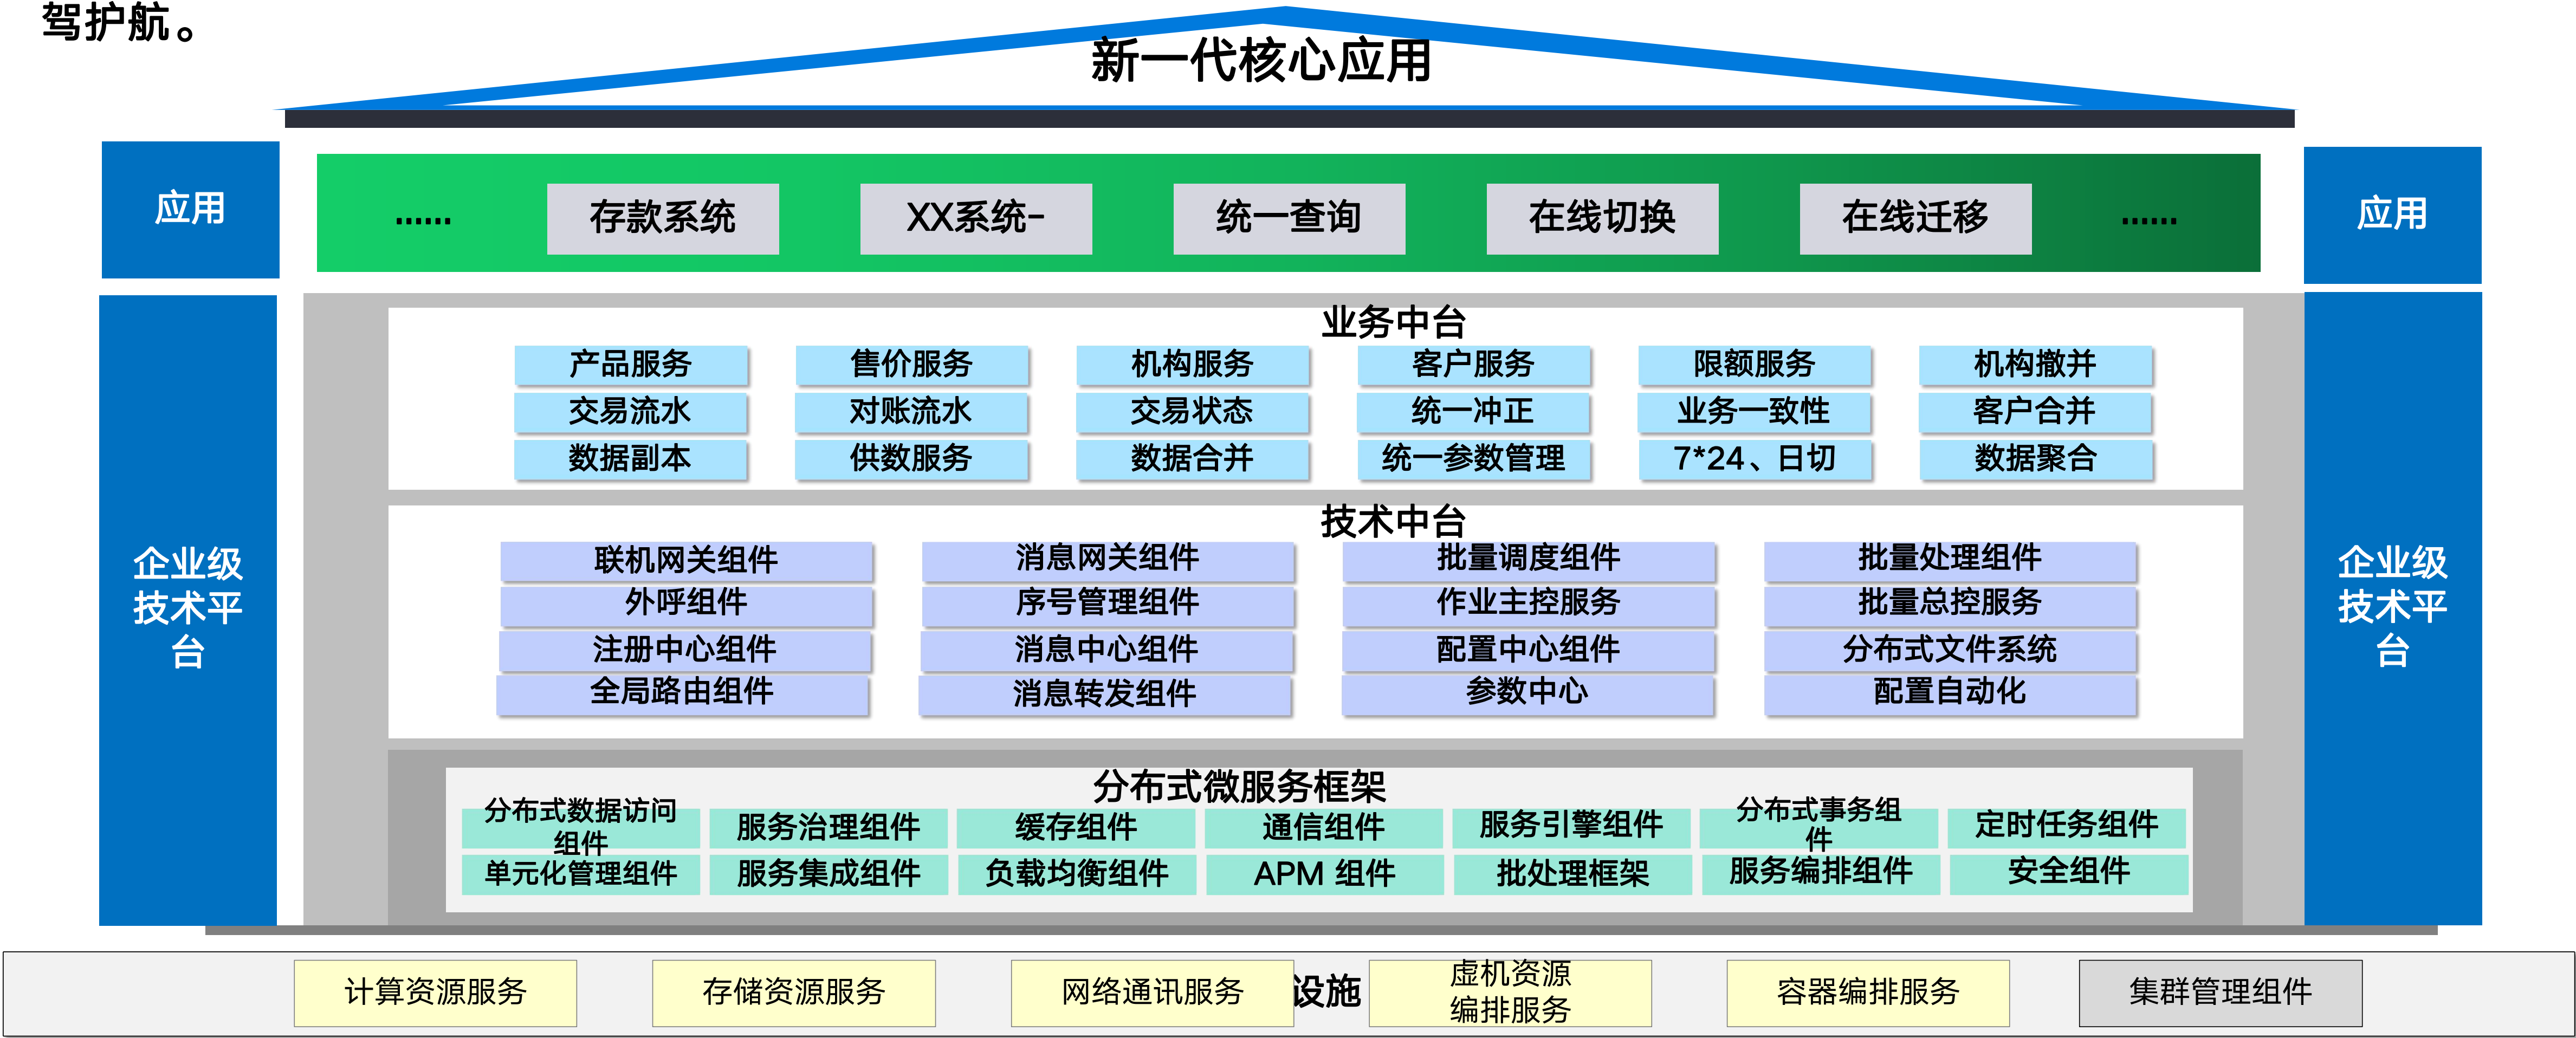 驾护航。
新一代核心应用
应用
......
存款系统
XX系统-
统一查询
在线切换
在线迁移
......
应用
企业级
技术平
台
业务中台
产品服务
售价服务
机构服务
客户服务
限额服务
机构撤并
交易流水
对账流水
交易状态
统一冲正
业务一致性
客户合并
数据副本
供数服务
数据合并
统一参数管理
7*24、日切
数据聚合
技术中台
联机网关组件
消息网关组件
批量调度组件
批量处理组件
外呼组件
序号管理组件
作业主控服务
批量总控服务
注册中心组件
消息中心组件
配置中心组件
分布式文件系统
全局路由组件
消息转发组件
参数中心
配置自动化
企业级
技术平
台
分布式微服务框架
分布式数据访问
组件
服务治理组件
缓存组件
通信组件
服务引擎组件
分布式事务组
件
定时任务组件
单元化管理组件
服务集成组件
负载均衡组件
APM 组件
批处理框架
服务编排组件
安全组件
计算资源服务
存储资源服务
网络通讯服务
设施
虚机资源
编排服务
容器编排服务
集群管理组件